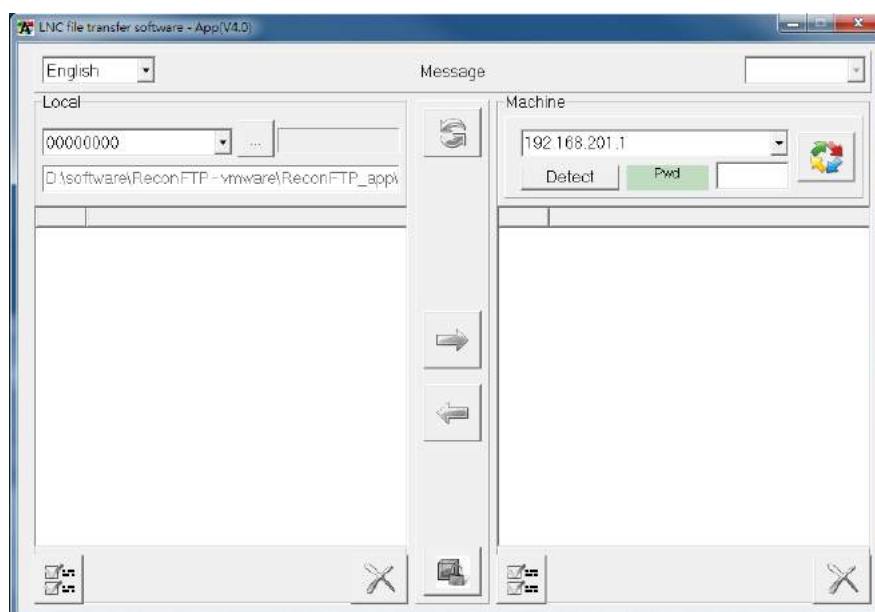 LNC file transfer software - App(V4.0)
English
Message
Local
Machine
00000000
...
192.168.201.1
D:\software\ReconFTP - vmware\ReconFTP_app\
Detect
Pwd